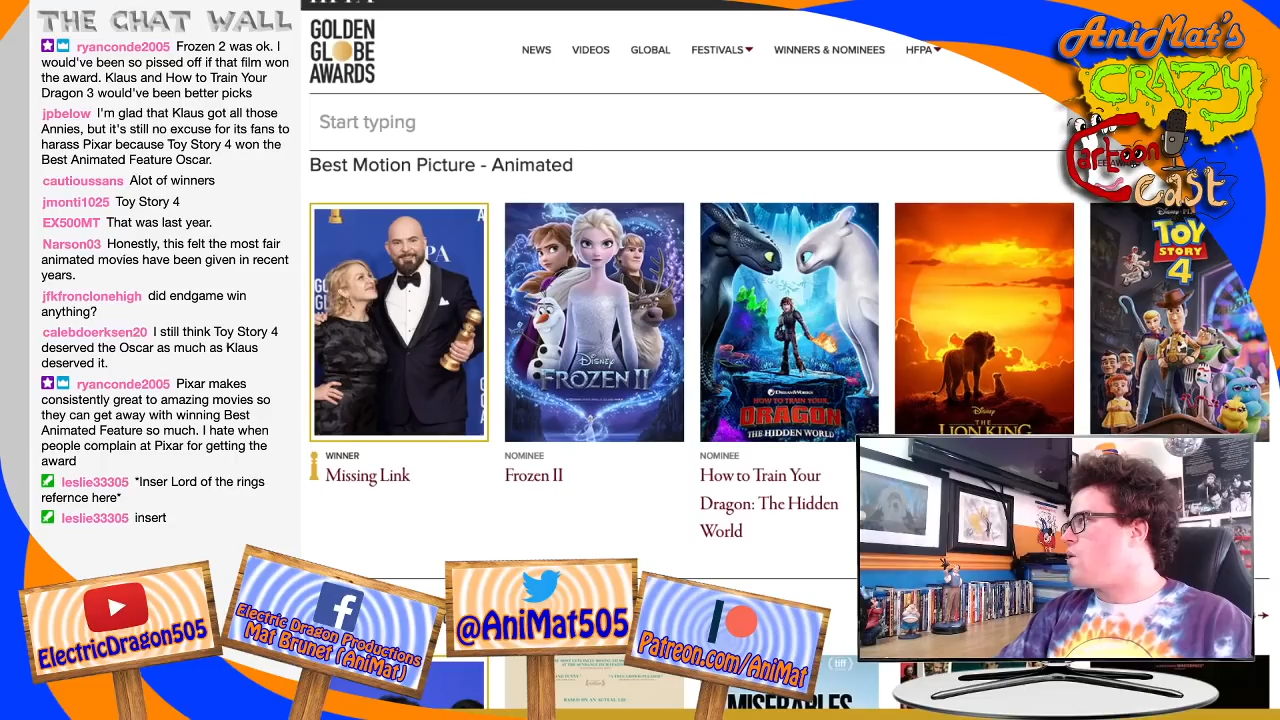 THE CHAT WALL
ryanconde2005 Frozen 2 was ok. I
would've been so pissed off if that film won
the award. Klaus and How to Train Your
Dragon 3 would've been better picks
jpbelow I'm glad that Klaus got all those
Annies, but it's still no excuse for its fans to
harass Pixar because Toy Story 4 won the
Best Animated Feature Oscar.
cautioussans Alot of winners
jmonti1025 Toy Story 4
EX500MT That was last year.
Narson03 Honestly, this felt the most fair
animated movies have been given in recent
years.
jfkfronclonehigh did endgame win
anything?
calebdoerksen20 I still think Toy Story 4
deserved the Oscar as much as Klaus
deserved it.
ryanconde2005 Pixar makes
consistenly great to amazing movies so
they can get away with winning Best
Animated Feature so much. I hate when
people complain at Pixar for getting the
award
leslie33305 *Inser Lord of the rings
refernce here*
leslie33305 insert
HFPA
GOLDEN
GLOBE
AWARDS
NEWS VIDEOS GLOBAL FESTIVALS WINNERS & NOMINEES HFPA
Start typing
Best Motion Picture - Animated
Disney
FROZEN II
DREAMWORKS
HOW TO TRAIN YOUR
DRAGON
THE HIDDEN WORLD
Disney
THE
LION KING
TOY
STORY
4
WINNER
Missing Link
NOMINEE
Frozen II
NOMINEE
How to Train Your
Dragon: The Hidden
World
AniMat's
CRAZY
Cartoon
Cast
ElectricDragon505
Electric Dragon Productions
Mat Brunet (AniMat)
@AniMat505
Patreon.com/AniMat
tiff
MISERABLES